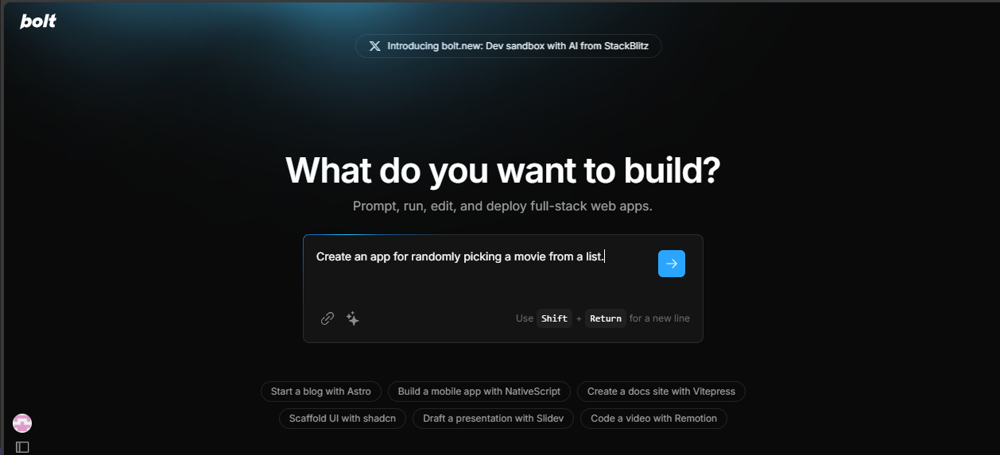 bolt
Introducing bolt.new: Dev sandbox with AI from StackBlitz
What do you want to build?
Prompt, run, edit, and deploy full-stack web apps.
Create an app for randomly picking a movie from a list.
Use Shift + Return for a new line
Start a blog with Astro Build a mobile app with NativeScript Create a docs site with Vitepress
Scaffold UI with shadcn Draft a presentation with Slidev Code a video with Remotion